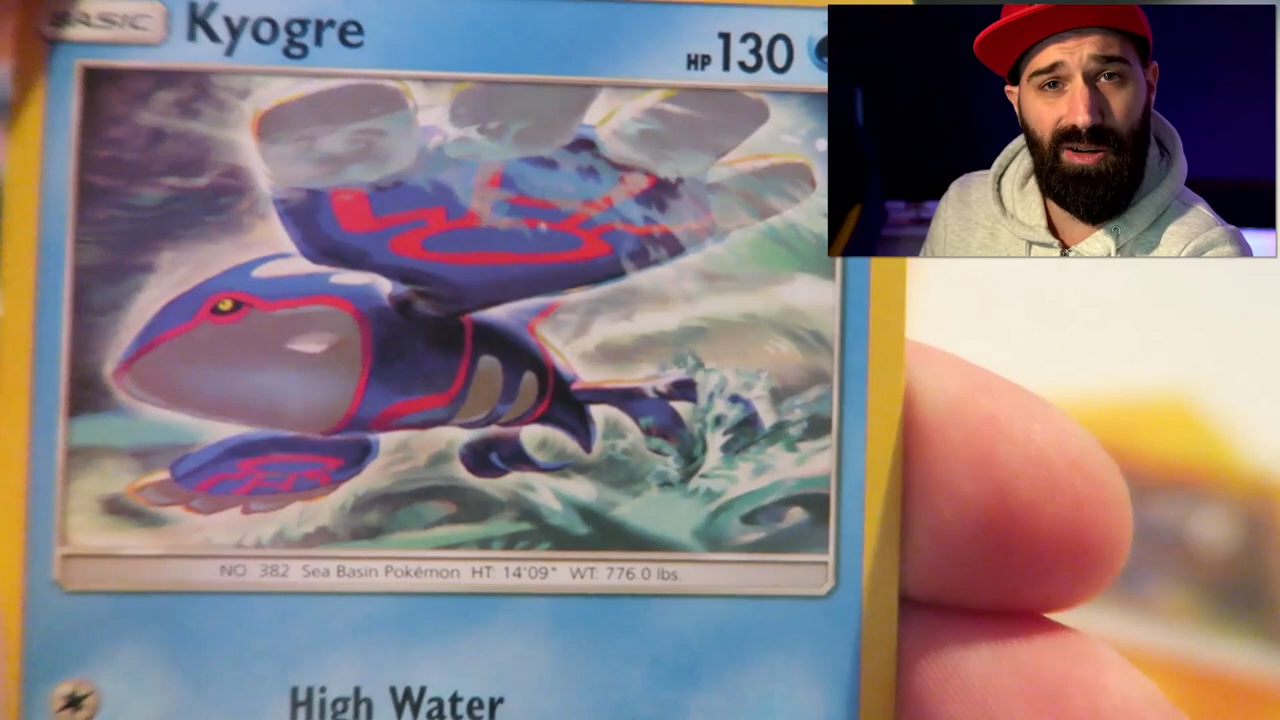 BASIC Kyogre HP 130
NO 382 Sea Basin Pokémon HT: 14'09" WT: 776.0 lbs.
High Water